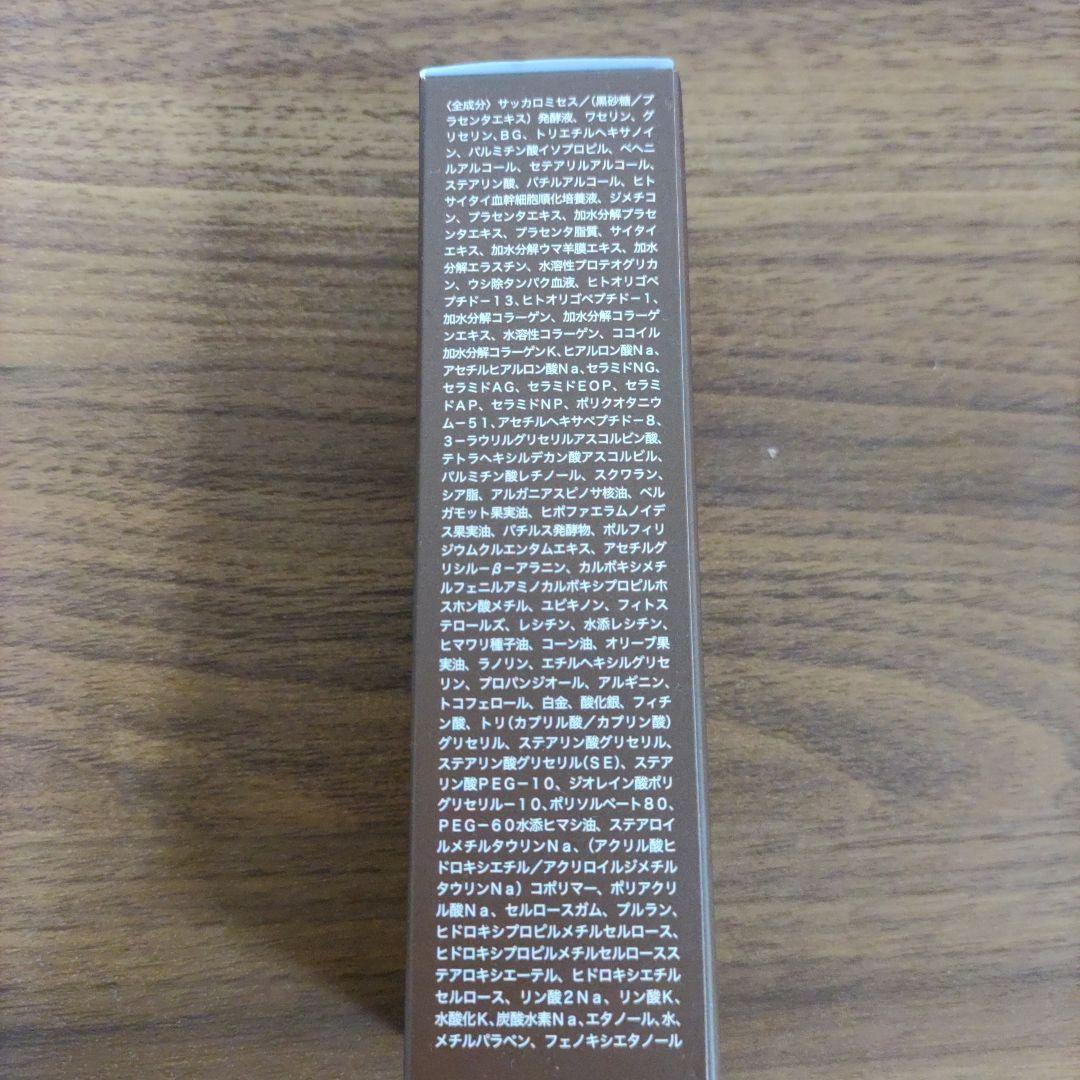 〈全成分〉サッカロミセス／（黒砂糖／プ
ラセンタエキス）発酵液、ワセリン、グ
リセリン、BG、トリエチルヘキサノイ
ン、パルミチン酸イソプロピル、ベヘニ
ルアルコール、セテアリルアルコール、
ステアリン酸、バチルアルコール、ヒト
サイタイ血幹細胞順化培養液、ジメチコ
ン、プラセンタエキス、加水分解プラセ
ンタエキス、プラセンタ脂質、サイタイ
エキス、加水分解ウマ羊膜エキス、加水
分解エラスチン、水溶性プロテオグリカ
ン、ウシ除タンパク血液、ヒトオリゴペ
プチド－13、ヒトオリゴペプチド－1、
加水分解コラーゲン、加水分解コラーゲ
ンエキス、水溶性コラーゲン、ココイル
加水分解コラーゲンK、ヒアルロン酸Na、
アセチルヒアルロン酸Na、セラミドNG、
セラミドAG、セラミドEOP、セラミ
ドAP、セラミドNP、ポリクオタニウ
ム－51、アセチルヘキサペプチド－8、
3－ラウリルグリセリルアスコルビン酸、
テトラヘキシルデカン酸アスコルビル、
パルミチン酸レチノール、スクワラン、
シア脂、アルガニアスピノサ核油、ベル
ガモット果実油、ヒポファエラムノイデ
ス果実油、バチルス発酵物、ポルフィリ
ジウムクルエンタムエキス、アセチルグ
リシル－β－アラニン、カルボキシメチ
ルフェニルアミノカルボキシプロピルホ
スホン酸メチル、ユビキノン、フィトス
テロールズ、レシチン、水添レシチン、
ヒマワリ種子油、コーン油、オリーブ果
実油、ラノリン、エチルヘキシルグリセ
リン、プロパンジオール、アルギニン、
トコフェロール、白金、酸化銀、フィチ
ン酸、トリ（カプリル酸／カプリン酸）
グリセリル、ステアリン酸グリセリル、
ステアリン酸グリセリル（SE）、ステア
リン酸PEG－10、ジオレイン酸ポリ
グリセリル－10、ポリソルベート80、
PEG－60水添ヒマシ油、ステアロイ
ルメチルタウリンNa、（アクリル酸ヒ
ドロキシエチル／アクリロイルジメチル
タウリンNa）コポリマー、ポリアクリ
ル酸Na、セルロースガム、プルラン、
ヒドロキシプロピルメチルセルロース、
ヒドロキシプロピルメチルセルロースス
テアロキシエーテル、ヒドロキシエチル
セルロース、リン酸2Na、リン酸K、
水酸化K、炭酸水素Na、エタノール、水、
メチルパラベン、フェノキシエタノール